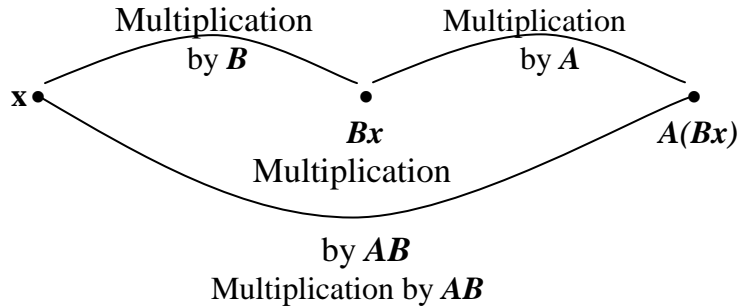 Multiplication
by B
Multiplication
by A
x
Bx
A(Bx)
Multiplication
by AB
Multiplication by AB